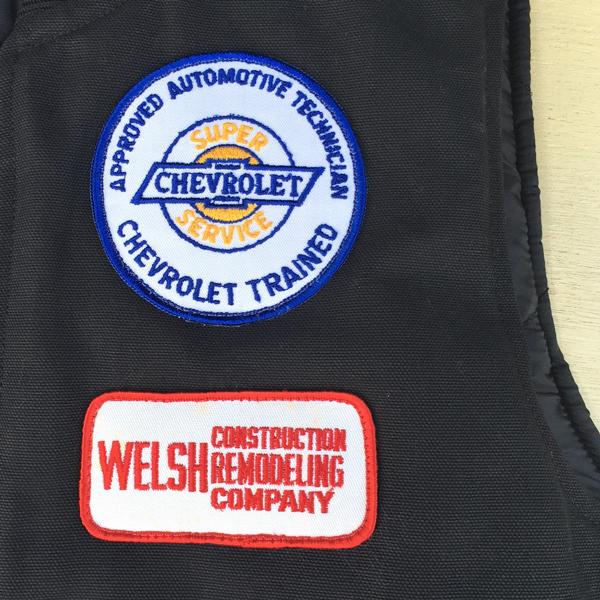 APPROVED AUTOMOTIVE TECHNICIAN
SUPER
CHEVROLET
SERVICE
CHEVROLET TRAINED
WELSH
CONSTRUCTION
REMODELING
COMPANY